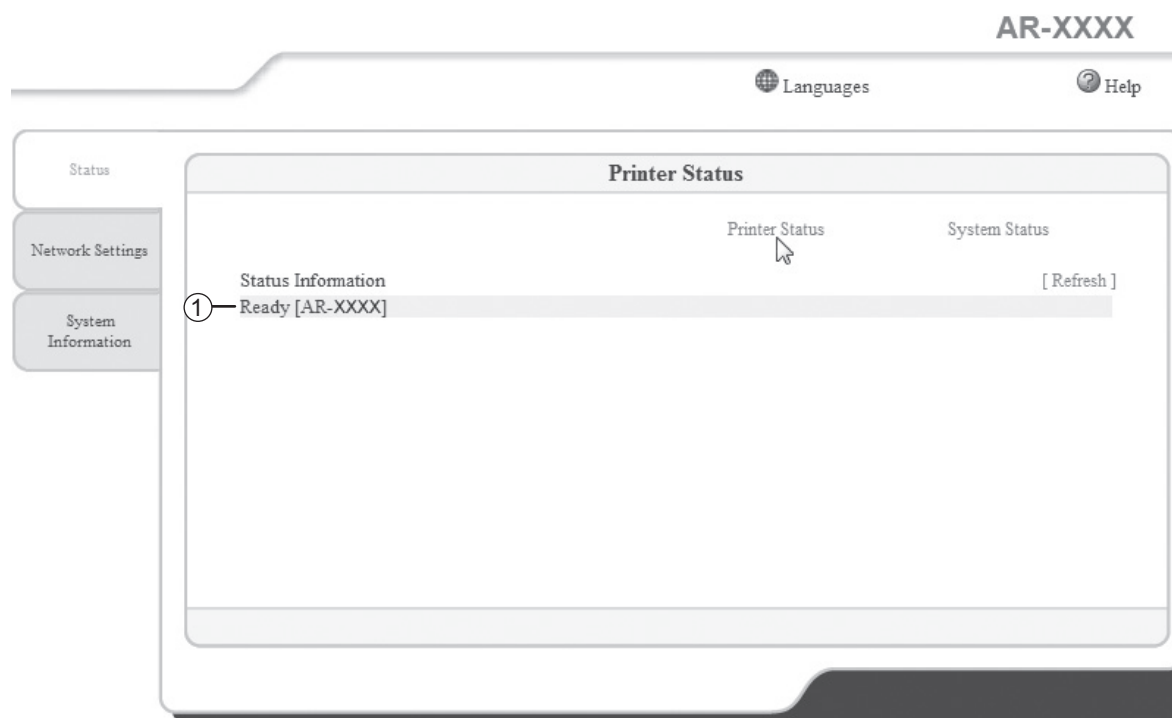 AR-XXXX
Languages
Help
Status
Network Settings
System
Information
Printer Status
Printer Status
System Status
Status Information
[ Refresh ]
1
Ready [AR-XXXX]